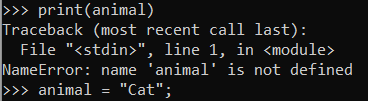 >>> print(animal)
Traceback (most recent call last):
  File "<stdin>", line 1, in <module>
NameError: name 'animal' is not defined
>>> animal = "Cat";